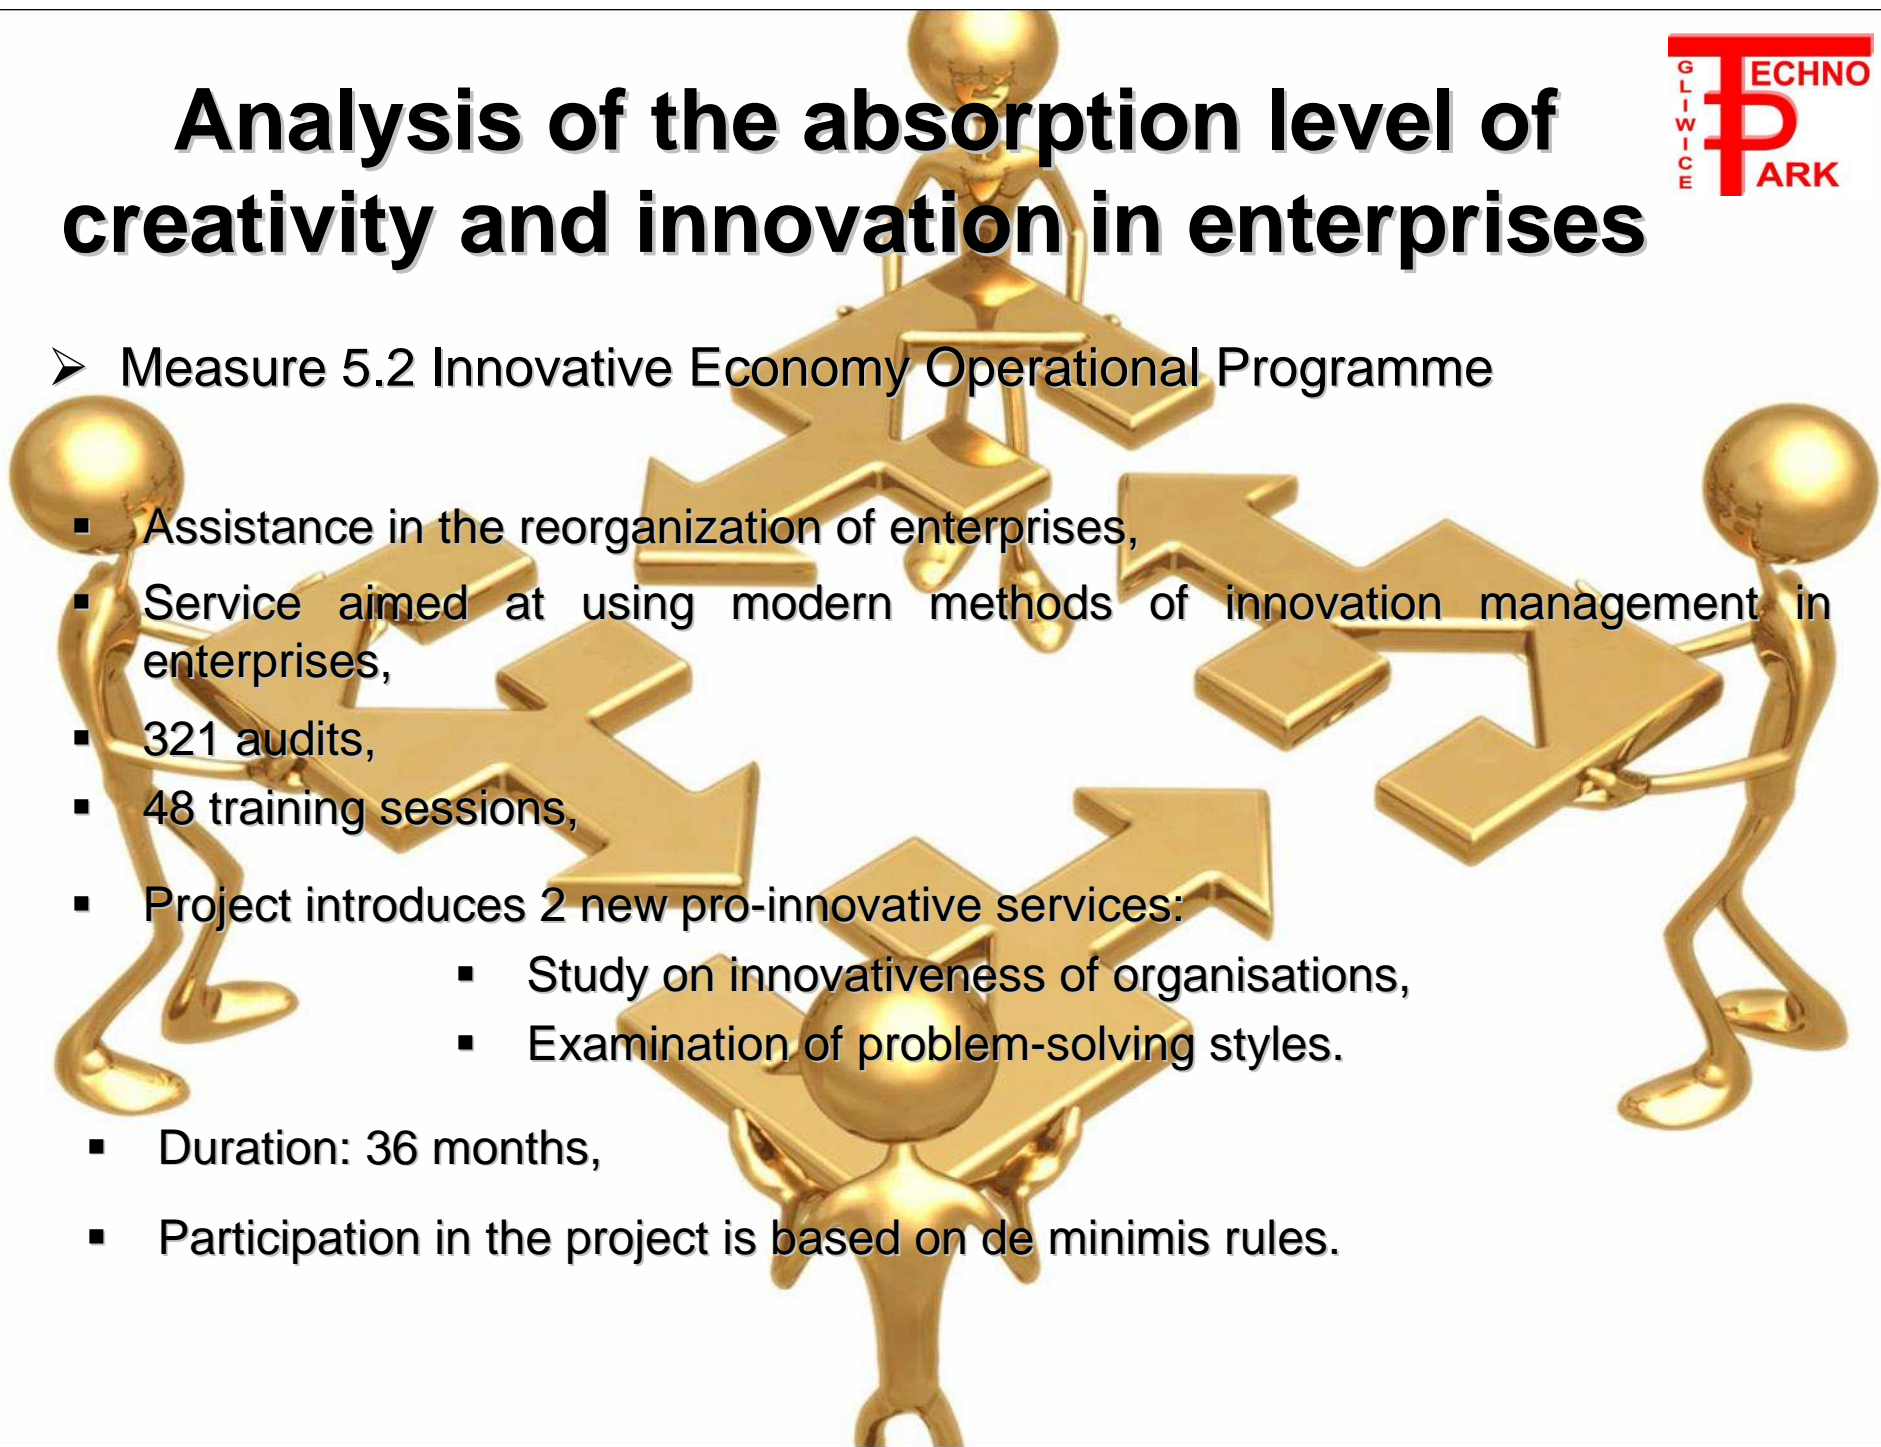 Analysis of the absorption level of
creativity and innovation in enterprises
GLIWICE
TECHNO
PARK
➢ Measure 5.2 Innovative Economy Operational Programme
▪ Assistance in the reorganization of enterprises,
▪ Service aimed at using modern methods of innovation management in
enterprises,
▪ 321 audits,
▪ 48 training sessions,
▪ Project introduces 2 new pro-innovative services:
▪ Study on innovativeness of organisations,
▪ Examination of problem-solving styles.
▪ Duration: 36 months,
▪ Participation in the project is based on de minimis rules.